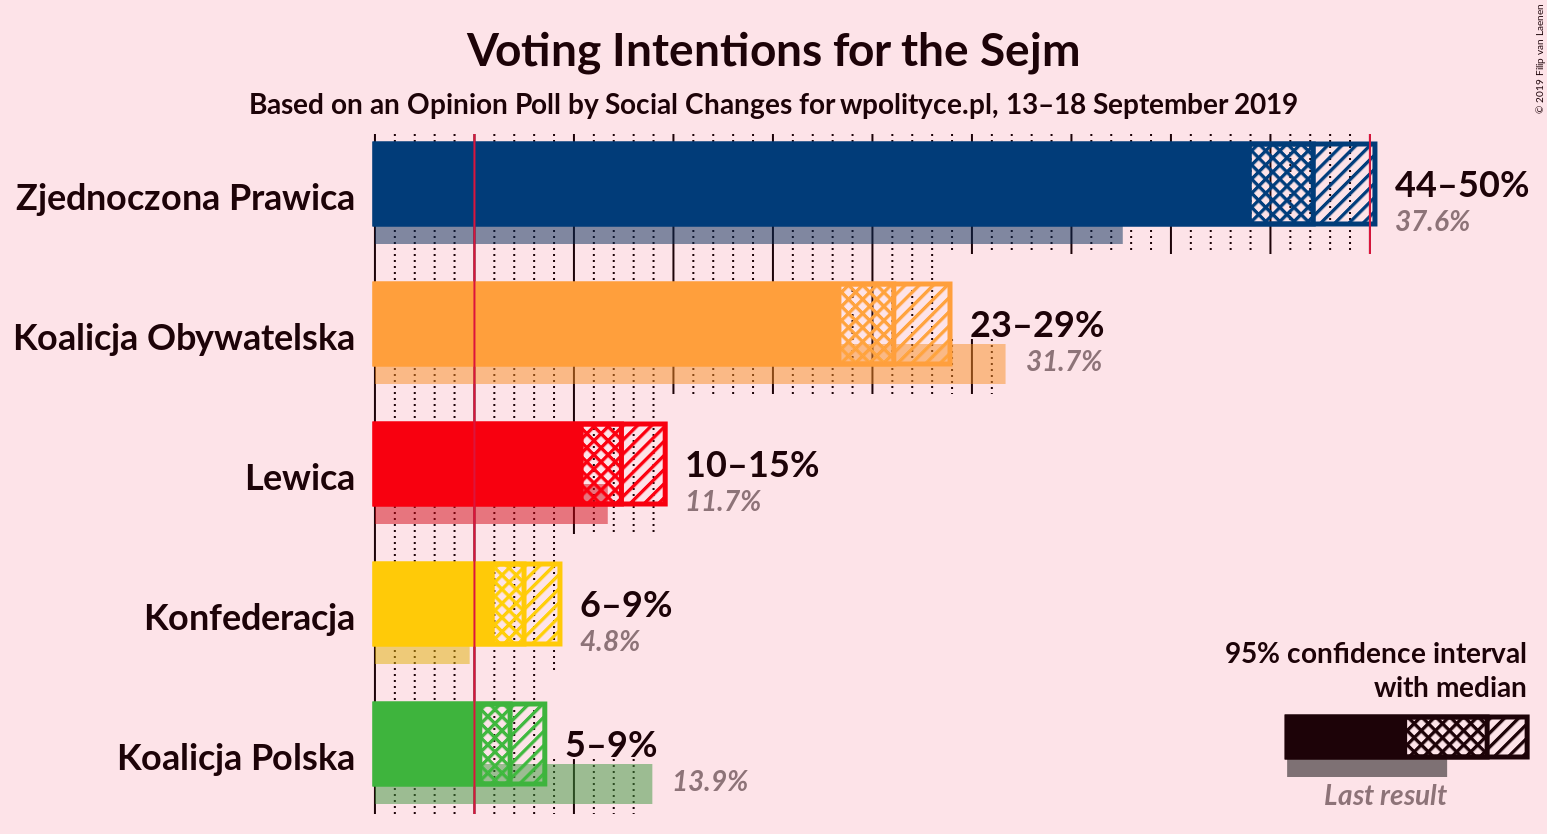 Voting Intentions for the Sejm
Based on an Opinion Poll by Social Changes for wpolityce.pl, 13–18 September 2019
© 2019 Filip van Laenen
Zjednoczona Prawica
44–50%
37.6%
Koalicja Obywatelska
23–29%
31.7%
Lewica
10–15%
11.7%
Konfederacja
6–9%
4.8%
Koalicja Polska
5–9%
13.9%
95% confidence interval
with median
Last result